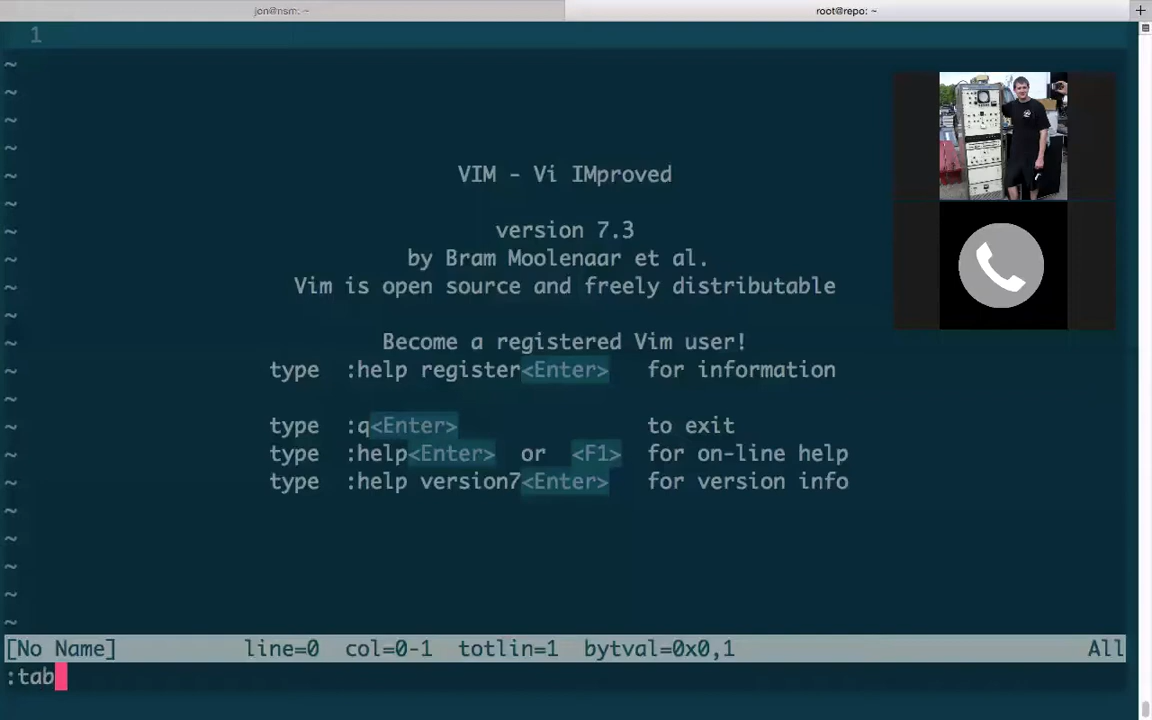 jon@nsm: ~
root@repo: ~
+
1
~
~
~
~
~
VIM - Vi IMproved
~
~
version 7.3
~
by Bram Moolenaar et al.
~
Vim is open source and freely distributable
~
~
Become a registered Vim user!
~
type :help register<Enter> for information
~
~
type :q<Enter> to exit
~
type :help<Enter> or <F1> for on-line help
~
type :help version7<Enter> for version info
~
~
~
~
~
[No Name] line=0 col=0-1 totlin=1 bytval=0x0,1 All
:tab